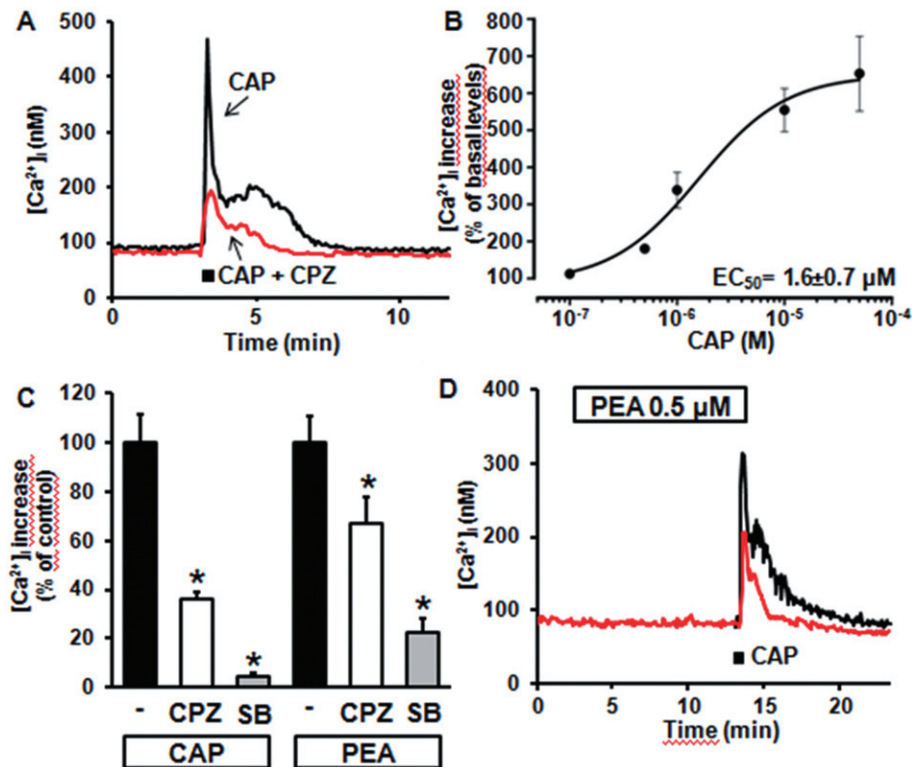 A
[Ca²⁺]ᵢ (nM)
500
400
300
200
100
0
CAP
CAP + CPZ
0
5
10
Time (min)
B
[Ca²⁺]ᵢ increase
(% of basal levels)
800
700
600
500
400
300
200
100
EC₅₀= 1.6±0.7 µM
10⁻⁷
10⁻⁶
10⁻⁵
10⁻⁴
CAP (M)
C
[Ca²⁺]ᵢ increase
(% of control)
120
100
80
60
40
20
0
*
*
*
*
- CPZ SB - CPZ SB
CAP
PEA
D
[Ca²⁺]ᵢ (nM)
400
300
200
100
0
PEA 0.5 µM
CAP
0
5
10
15
20
Time (min)